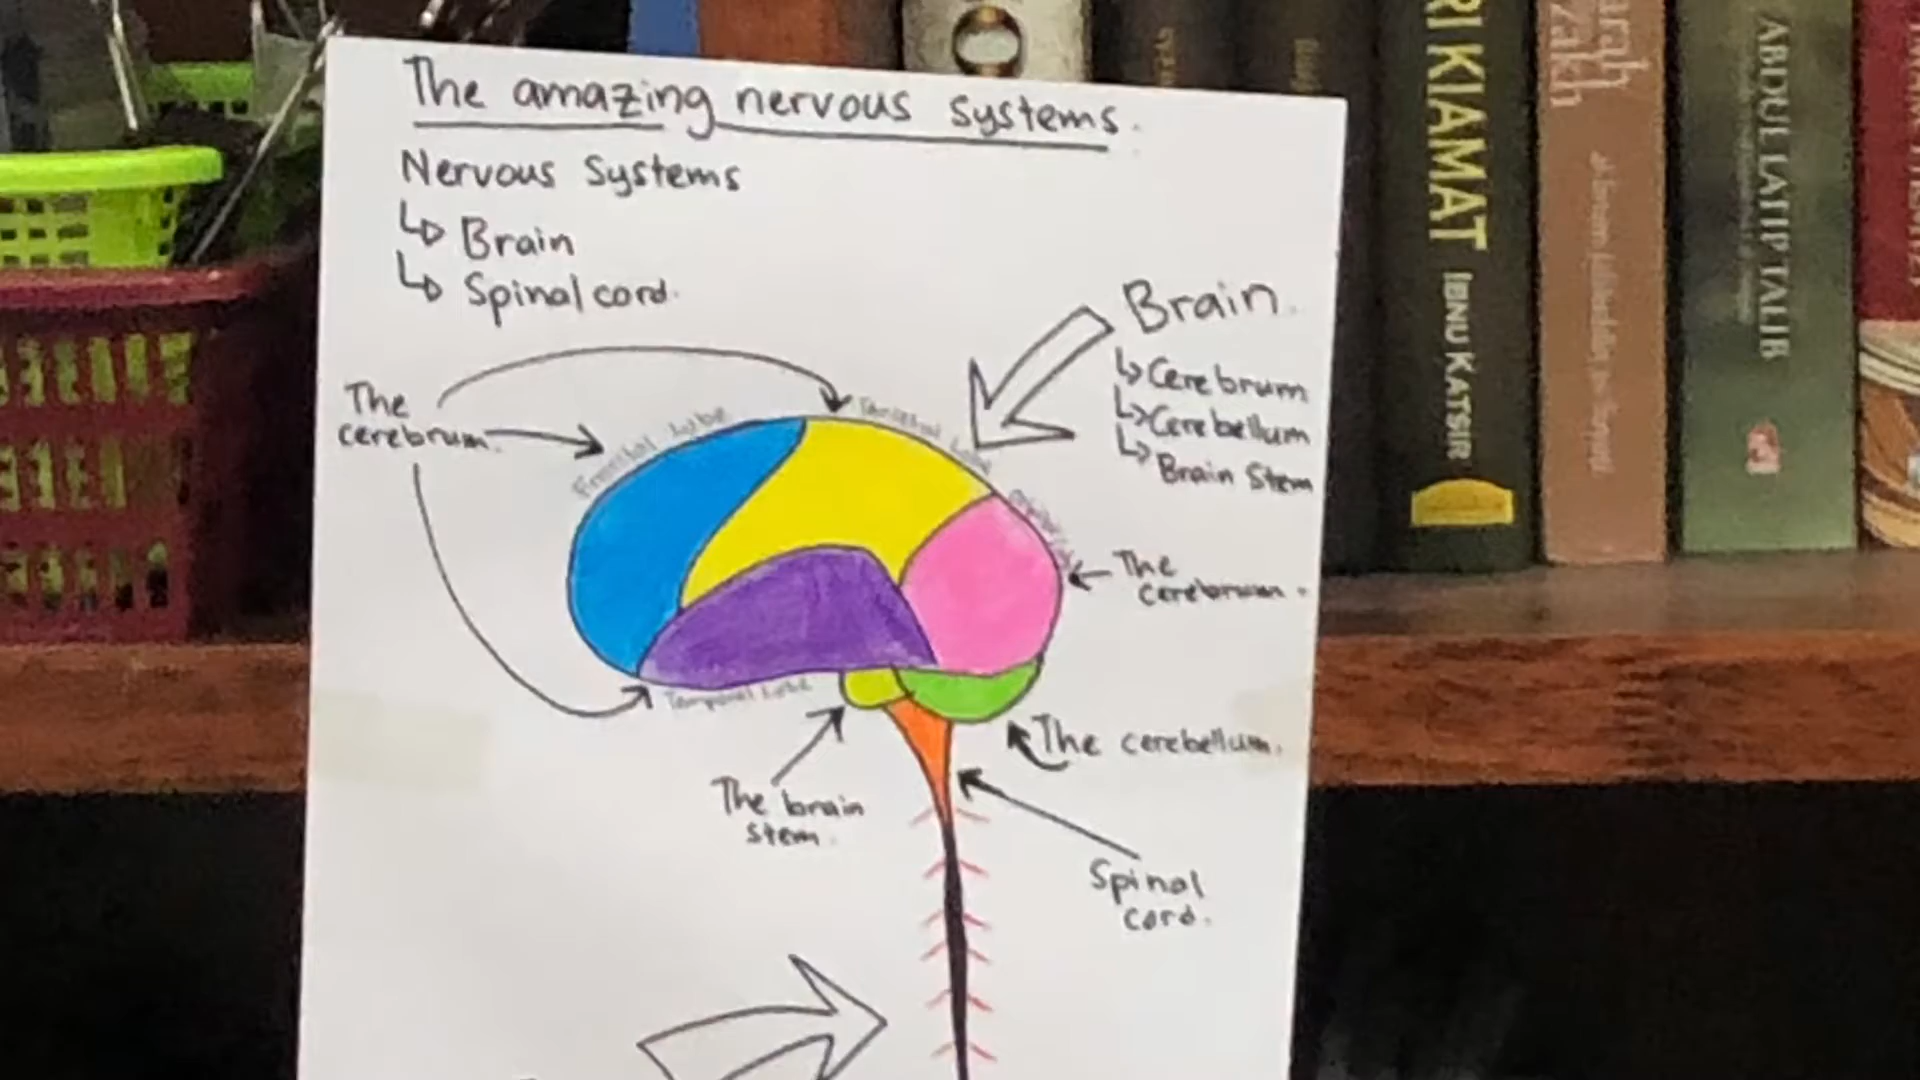 The amazing nervous systems.
Nervous Systems
↳ Brain
↳ Spinal cord.
Brain.
↳ Cerebrum
↳ Cerebellum
↳ Brain Stem
The
cerebrum.
Frontal Lobe
Parietal Lobe
The
cerebrum.
Temporal Lobe
The cerebellum.
The brain
stem.
Spinal
cord.
RI KIAMAT IBNU KATSIR
ABDUL LATIP TALIB